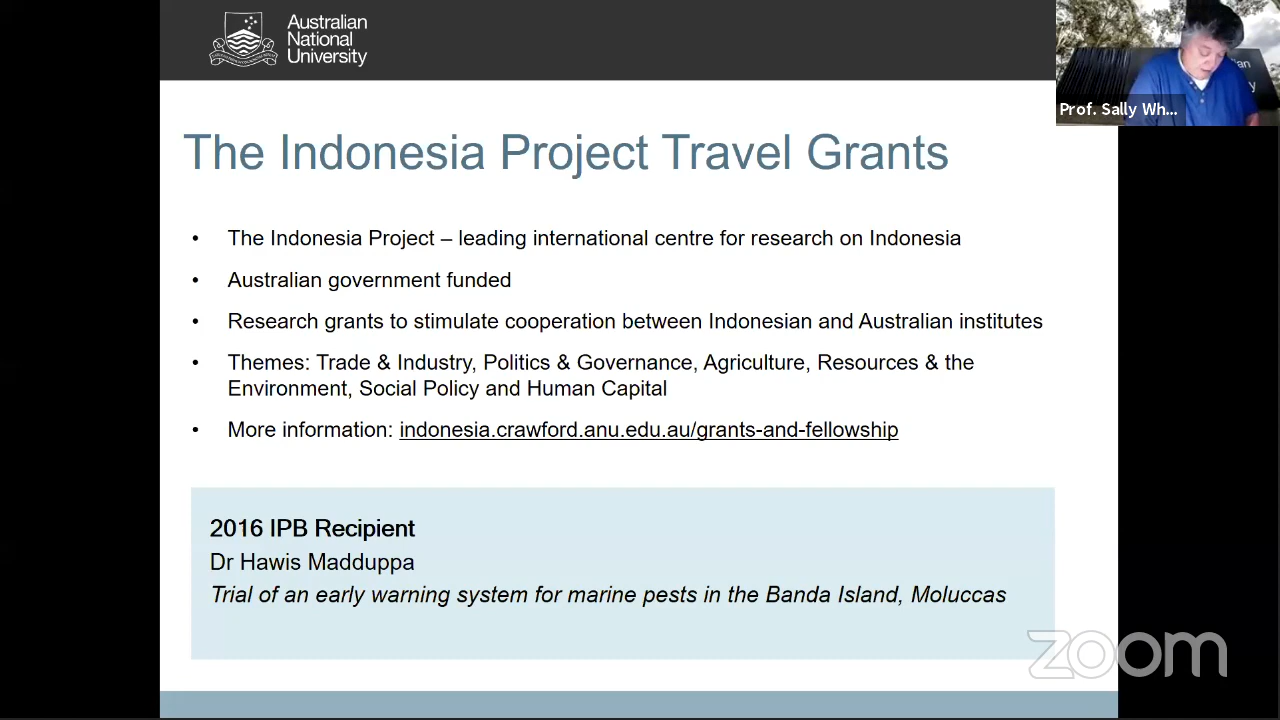 Australian
National
University
Prof. Sally Wh...
The Indonesia Project Travel Grants
• The Indonesia Project – leading international centre for research on Indonesia
• Australian government funded
• Research grants to stimulate cooperation between Indonesian and Australian institutes
• Themes: Trade & Industry, Politics & Governance, Agriculture, Resources & the
Environment, Social Policy and Human Capital
• More information: indonesia.crawford.anu.edu.au/grants-and-fellowship
2016 IPB Recipient
Dr Hawis Madduppa
Trial of an early warning system for marine pests in the Banda Island, Moluccas
zoom